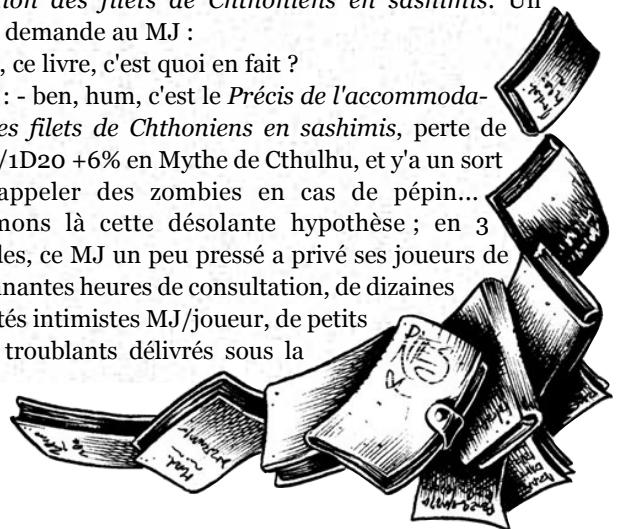 ion des filets de Chthoniens en sashimis. Un
demande au MJ :
, ce livre, c'est quoi en fait ?
: - ben, hum, c'est le Précis de l'accommoda-
es filets de Chthoniens en sashimis, perte de
/1D20 +6% en Mythe de Cthulhu, et y'a un sort
appeler des zombies en cas de pépin...
mons là cette désolante hypothèse ; en 3
les, ce MJ un peu pressé a privé ses joueurs de
nnantes heures de consultation, de dizaines
tés intimistes MJ/joueur, de petits
troublants délivrés sous la